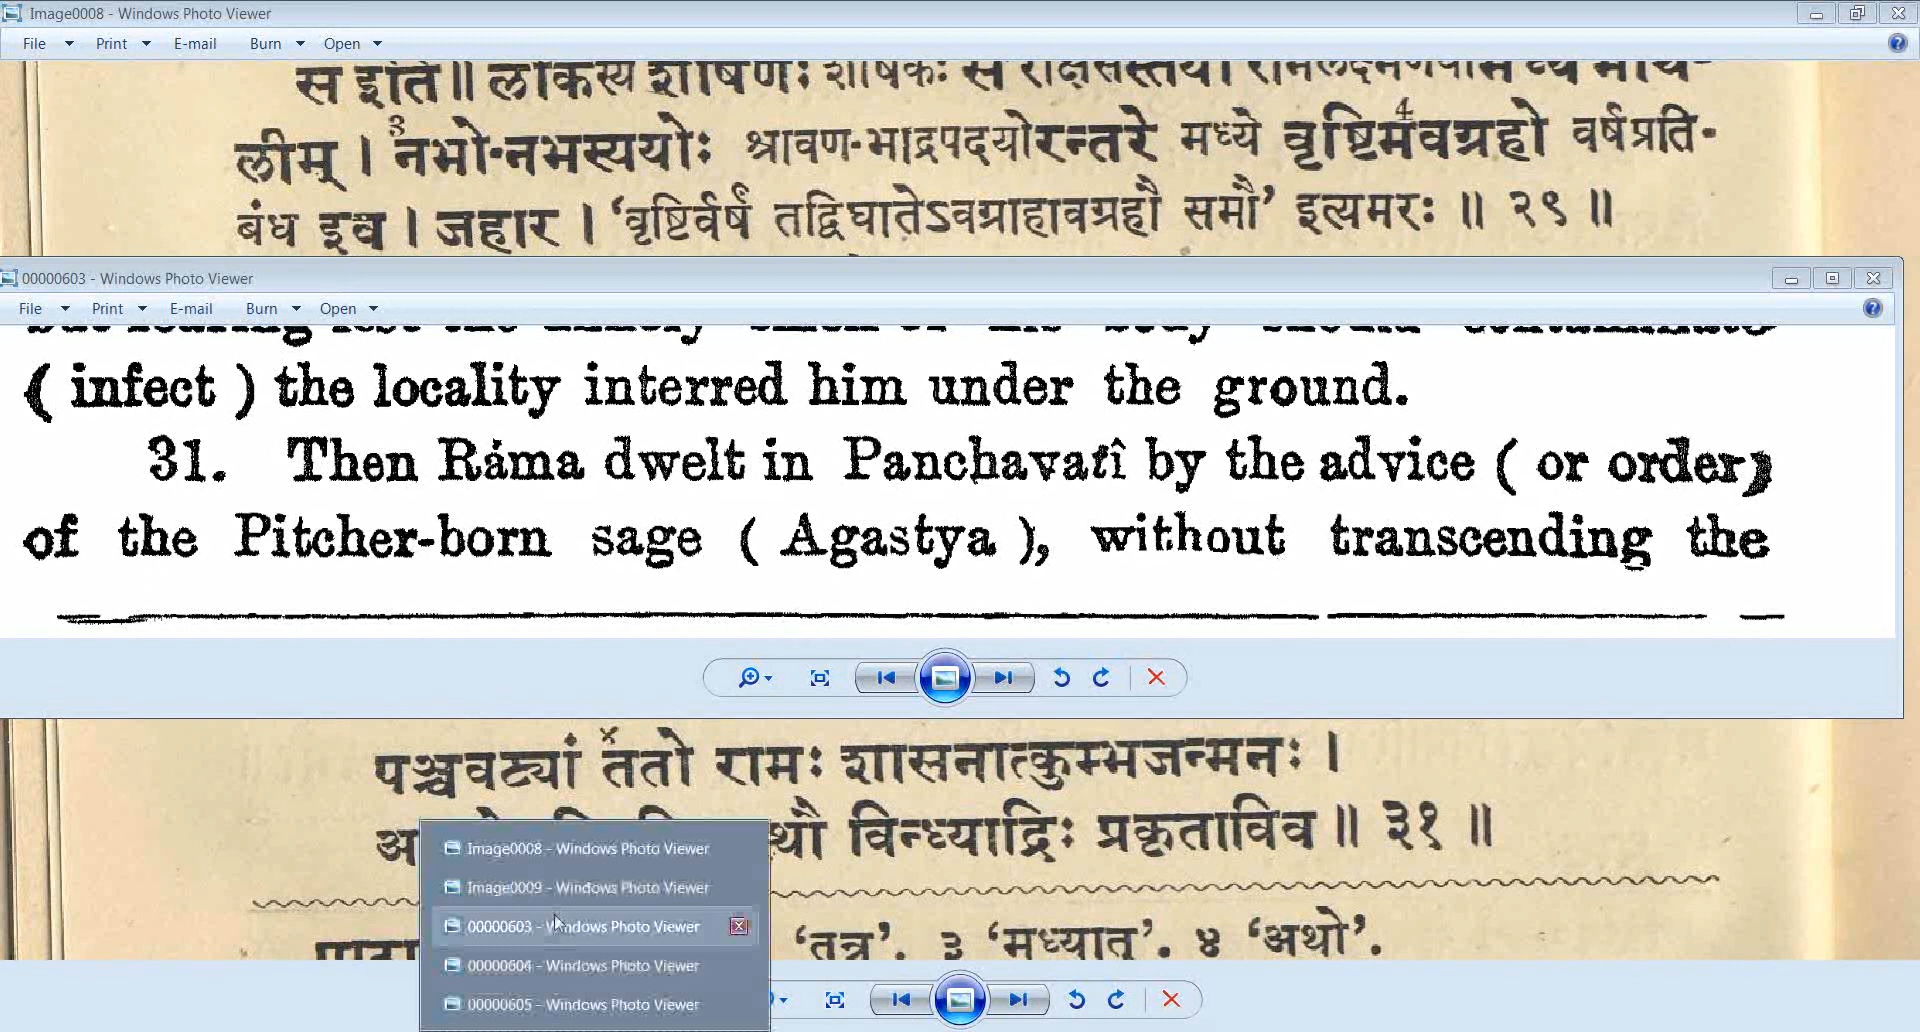 Image0008 - Windows Photo Viewer
File Print E-mail Burn Open
स इति॥ लोकस्य शोषणः शोषकः स
लीम् । नभो-नभस्ययोः श्रावण-भाद्रपदयोरन्तरे मध्ये वृष्टिमवग्रहो वर्षप्रति-
बंध इव । जहार । ‘वृष्टिर्वर्षं तद्विघातेऽवग्राहावग्रहौ समौ’ इत्यमरः ॥ २९ ॥
00000603 - Windows Photo Viewer
File Print E-mail Burn Open
( infect ) the locality interred him under the ground.
31. Then Ráma dwelt in Panchavatî by the advice ( or order)
of the Pitcher-born sage ( Agastya ), without transcending the
पञ्चवट्यां ततो रामः शासनात्कुम्भजन्मनः ।
विन्ध्याद्रिः प्रकृताविव ॥ ३१ ॥
‘तत्र’. ३ ‘मध्यात्’. ४ ‘अथो’.
Image0008 - Windows Photo Viewer
Image0009 - Windows Photo Viewer
00000603 - Windows Photo Viewer
00000604 - Windows Photo Viewer
00000605 - Windows Photo Viewer